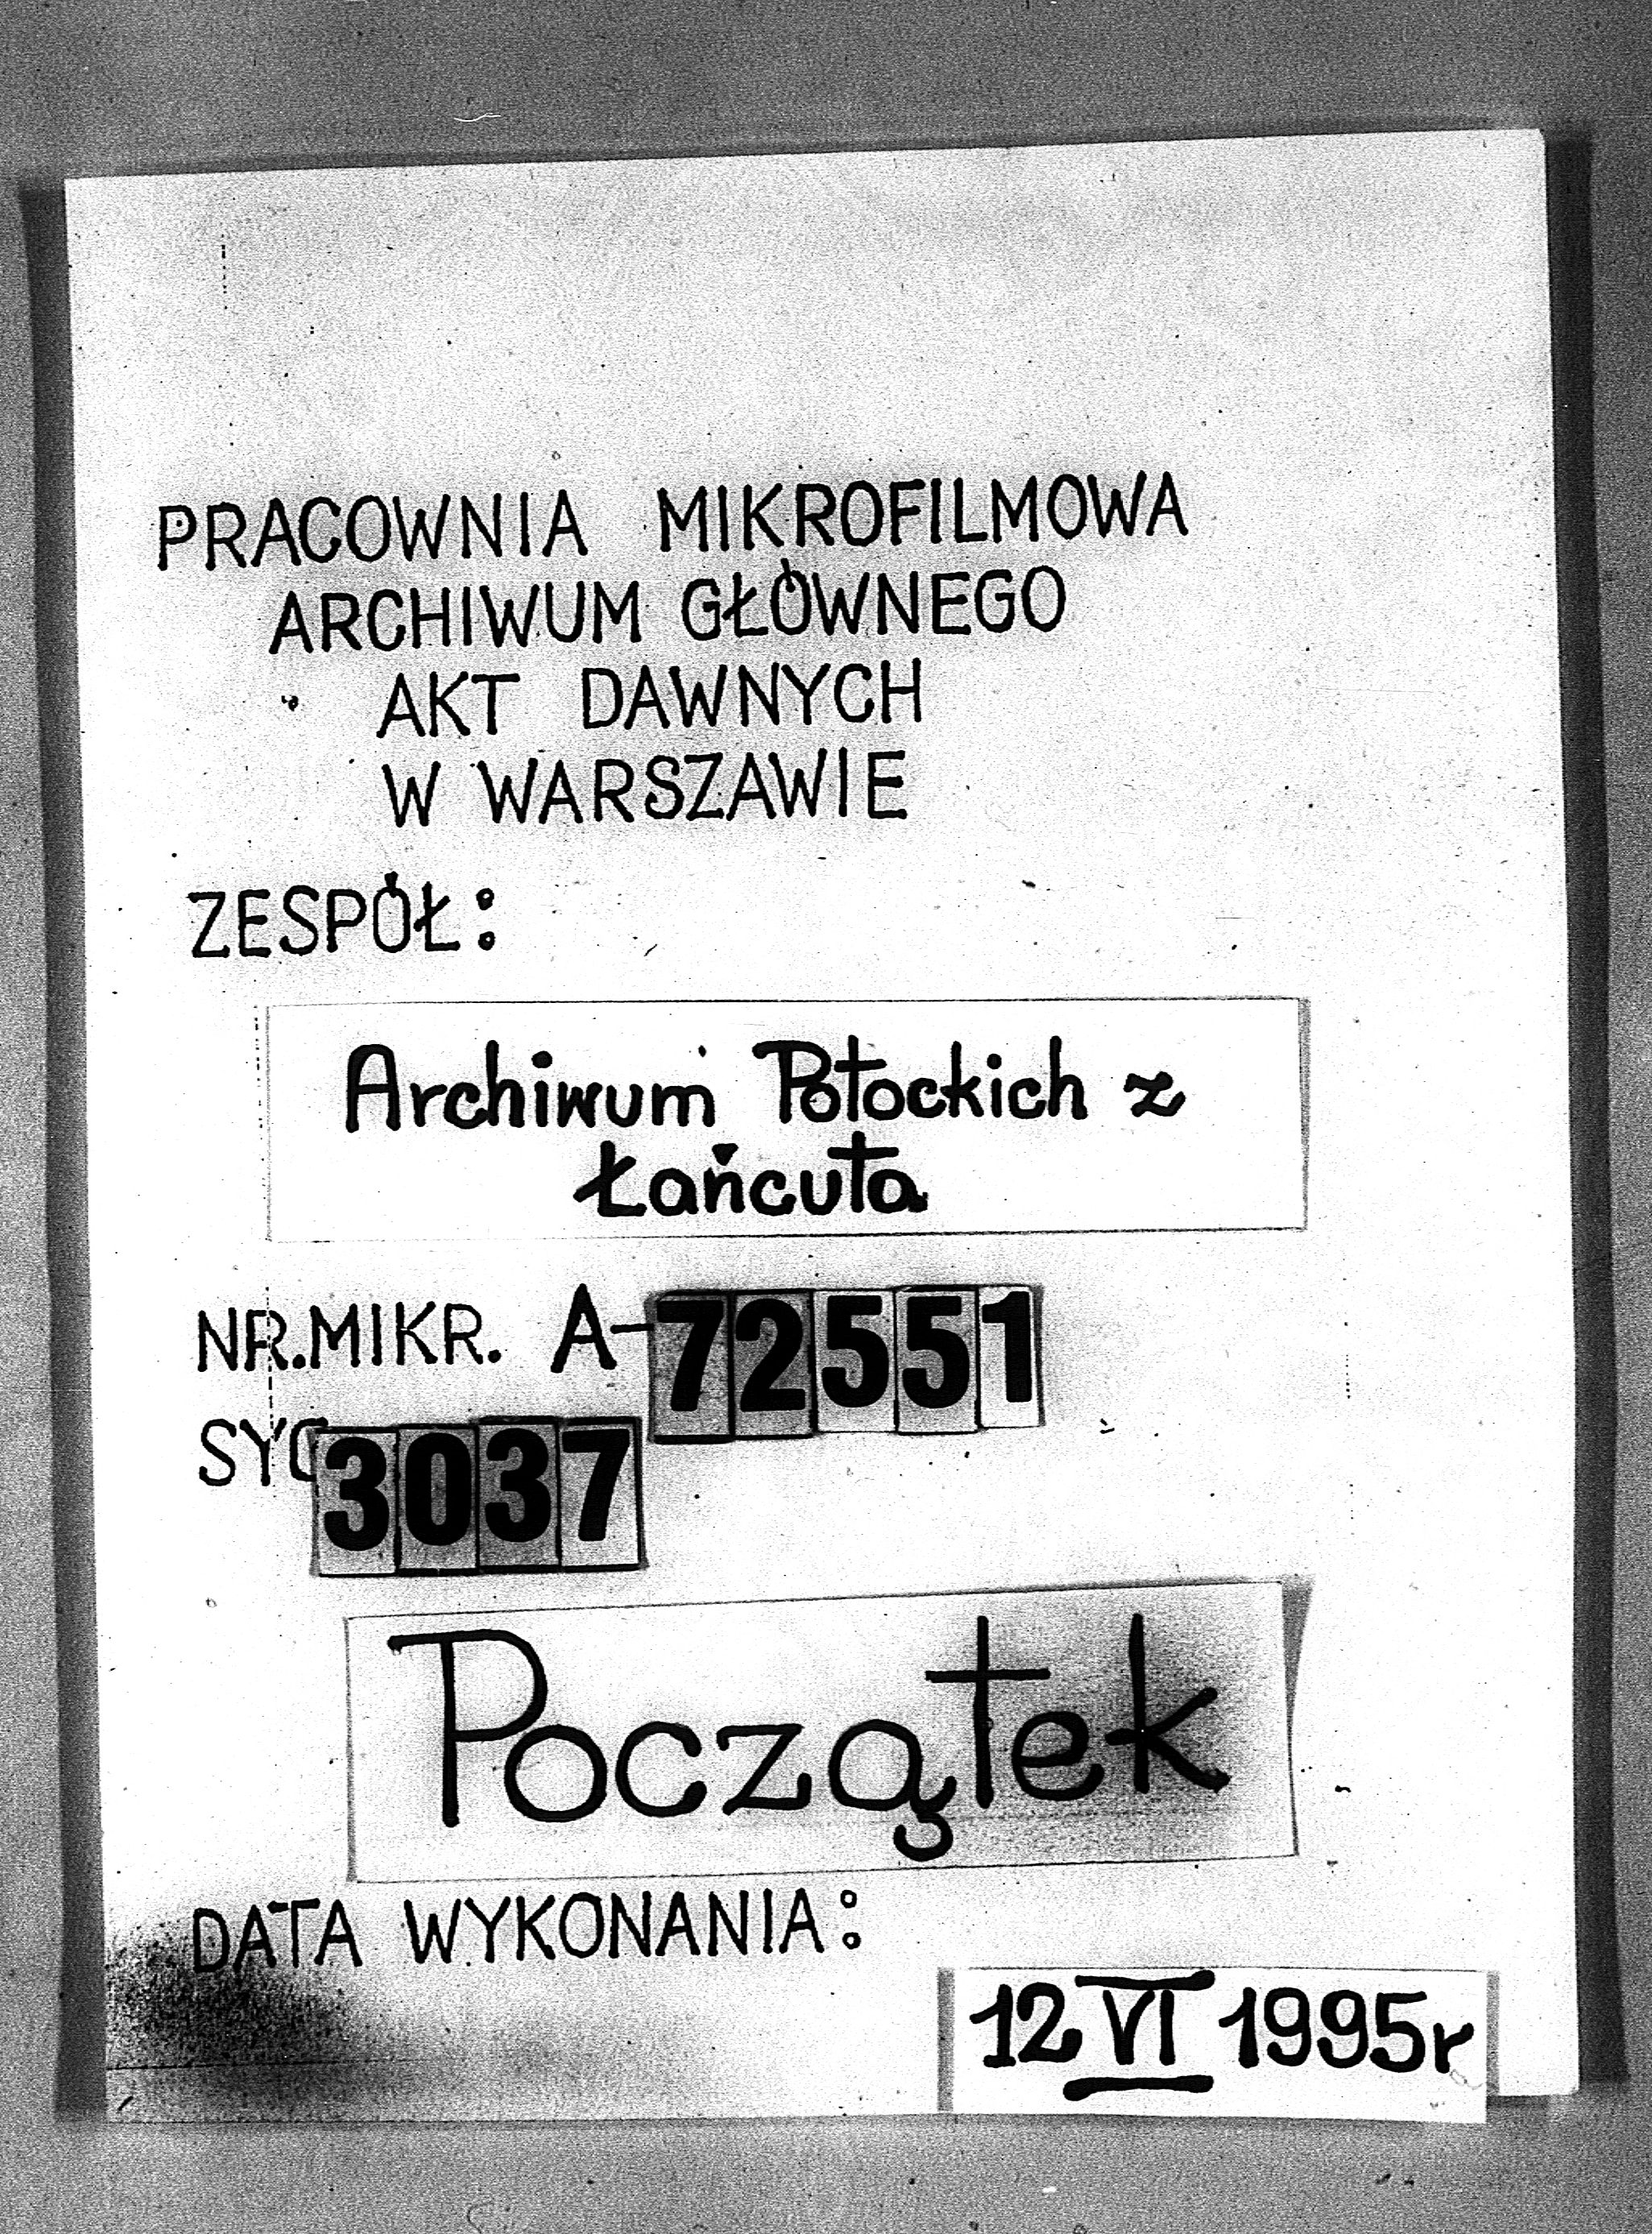 PRACOWNIA MIKROFILMOWA
ARCHIWUM GŁÓWNEGO
AKT DAWNYCH
W WARSZAWIE
ZESPÓŁ:
Archiwum Potockich z
Łańcuta
NR.MIKR. A-72551
SYG 3037
Początek
DATA WYKONANIA:
12 VI 1995r